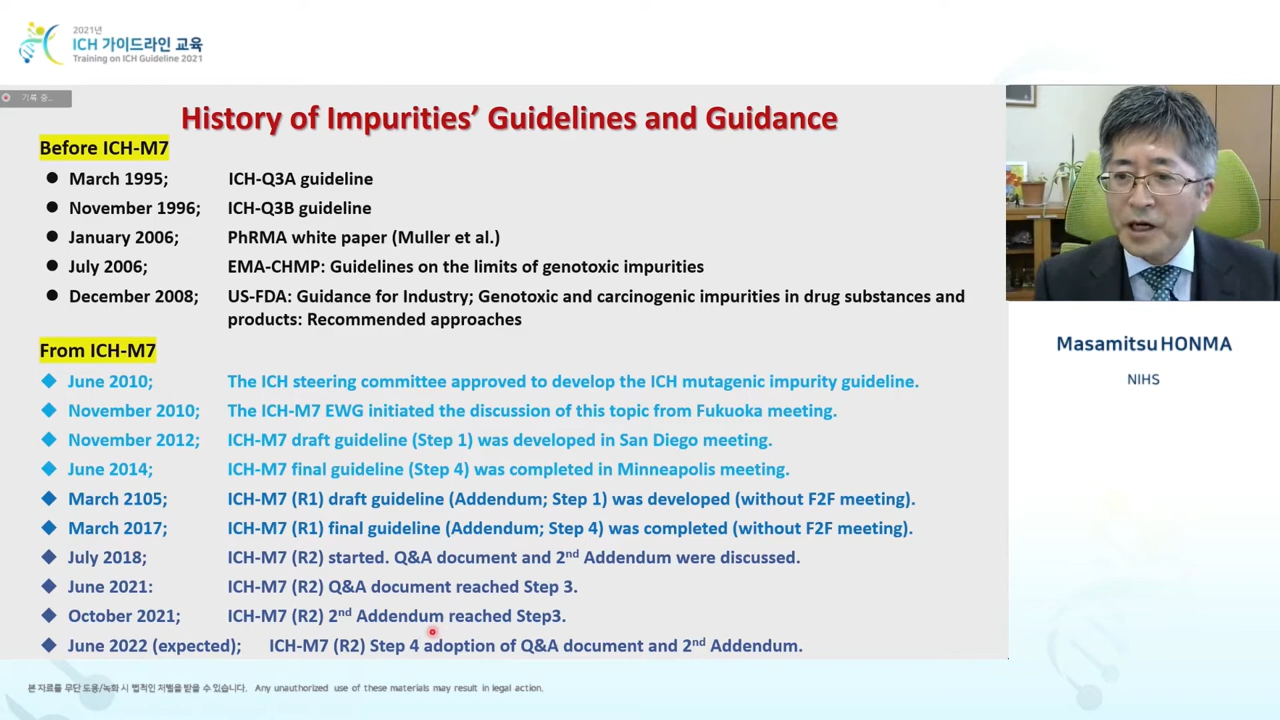 2021년
ICH 가이드라인 교육
Training on ICH Guideline 2021
기록 중...
History of Impurities’ Guidelines and Guidance
Before ICH-M7
● March 1995; ICH-Q3A guideline
● November 1996; ICH-Q3B guideline
● January 2006; PhRMA white paper (Muller et al.)
● July 2006; EMA-CHMP: Guidelines on the limits of genotoxic impurities
● December 2008; US-FDA: Guidance for Industry; Genotoxic and carcinogenic impurities in drug substances and
products: Recommended approaches
From ICH-M7
◆ June 2010; The ICH steering committee approved to develop the ICH mutagenic impurity guideline.
◆ November 2010; The ICH-M7 EWG initiated the discussion of this topic from Fukuoka meeting.
◆ November 2012; ICH-M7 draft guideline (Step 1) was developed in San Diego meeting.
◆ June 2014; ICH-M7 final guideline (Step 4) was completed in Minneapolis meeting.
◆ March 2105; ICH-M7 (R1) draft guideline (Addendum; Step 1) was developed (without F2F meeting).
◆ March 2017; ICH-M7 (R1) final guideline (Addendum; Step 4) was completed (without F2F meeting).
◆ July 2018; ICH-M7 (R2) started. Q&A document and 2nd Addendum were discussed.
◆ June 2021: ICH-M7 (R2) Q&A document reached Step 3.
◆ October 2021; ICH-M7 (R2) 2nd Addendum reached Step3.
◆ June 2022 (expected); ICH-M7 (R2) Step 4 adoption of Q&A document and 2nd Addendum.
Masamitsu HONMA
NIHS
본 자료를 무단 도용/녹화 시 법적인 처벌을 받을 수 있습니다. Any unauthorized use of these materials may result in legal action.